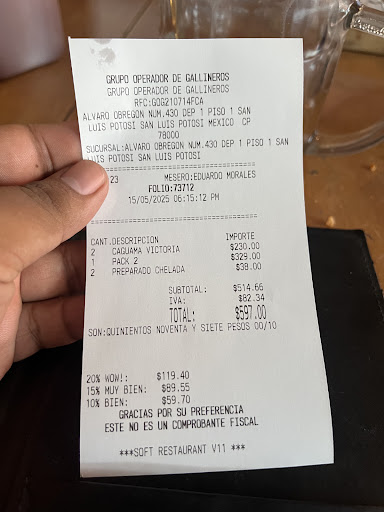 GRUPO OPERADOR DE GALLINEROS
GRUPO OPERADOR DE GALLINEROS
RFC:GOG210714FCA
ALVARO OBREGON NUM.430 DEP 1 PISO 1 SAN
LUIS POTOSI SAN LUIS POTOSI MEXICO CP
78000
SUCURSAL:ALVARO OBREGON NUM.430 DEP 1 PISO 1 SAN
LUIS POTOSI SAN LUIS POTOSI
==================================
23 MESERO:EDUARDO MORALES
FOLIO:73712
15/05/2025 06:15:12 PM
==================================
CANT.DESCRIPCION IMPORTE
2 CAGUAMA VICTORIA $230.00
1 PACK 2 $329.00
2 PREPARADO CHELADA $38.00
SUBTOTAL: $514.66
IVA: $82.34
TOTAL: $597.00
SON:QUINIENTOS NOVENTA Y SIETE PESOS 00/10
20% WOW!: $119.40
15% MUY BIEN: $89.55
10% BIEN: $59.70
GRACIAS POR SU PREFERENCIA
ESTE NO ES UN COMPROBANTE FISCAL
***SOFT RESTAURANT V11 ***